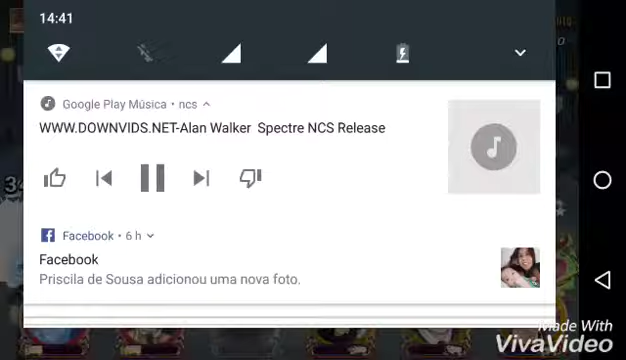 14:41
Google Play Música • ncs
WWW.DOWNVIDS.NET-Alan Walker Spectre NCS Release
Facebook • 6 h
Facebook
Priscila de Sousa adicionou uma nova foto.
Made With
VivaVideo